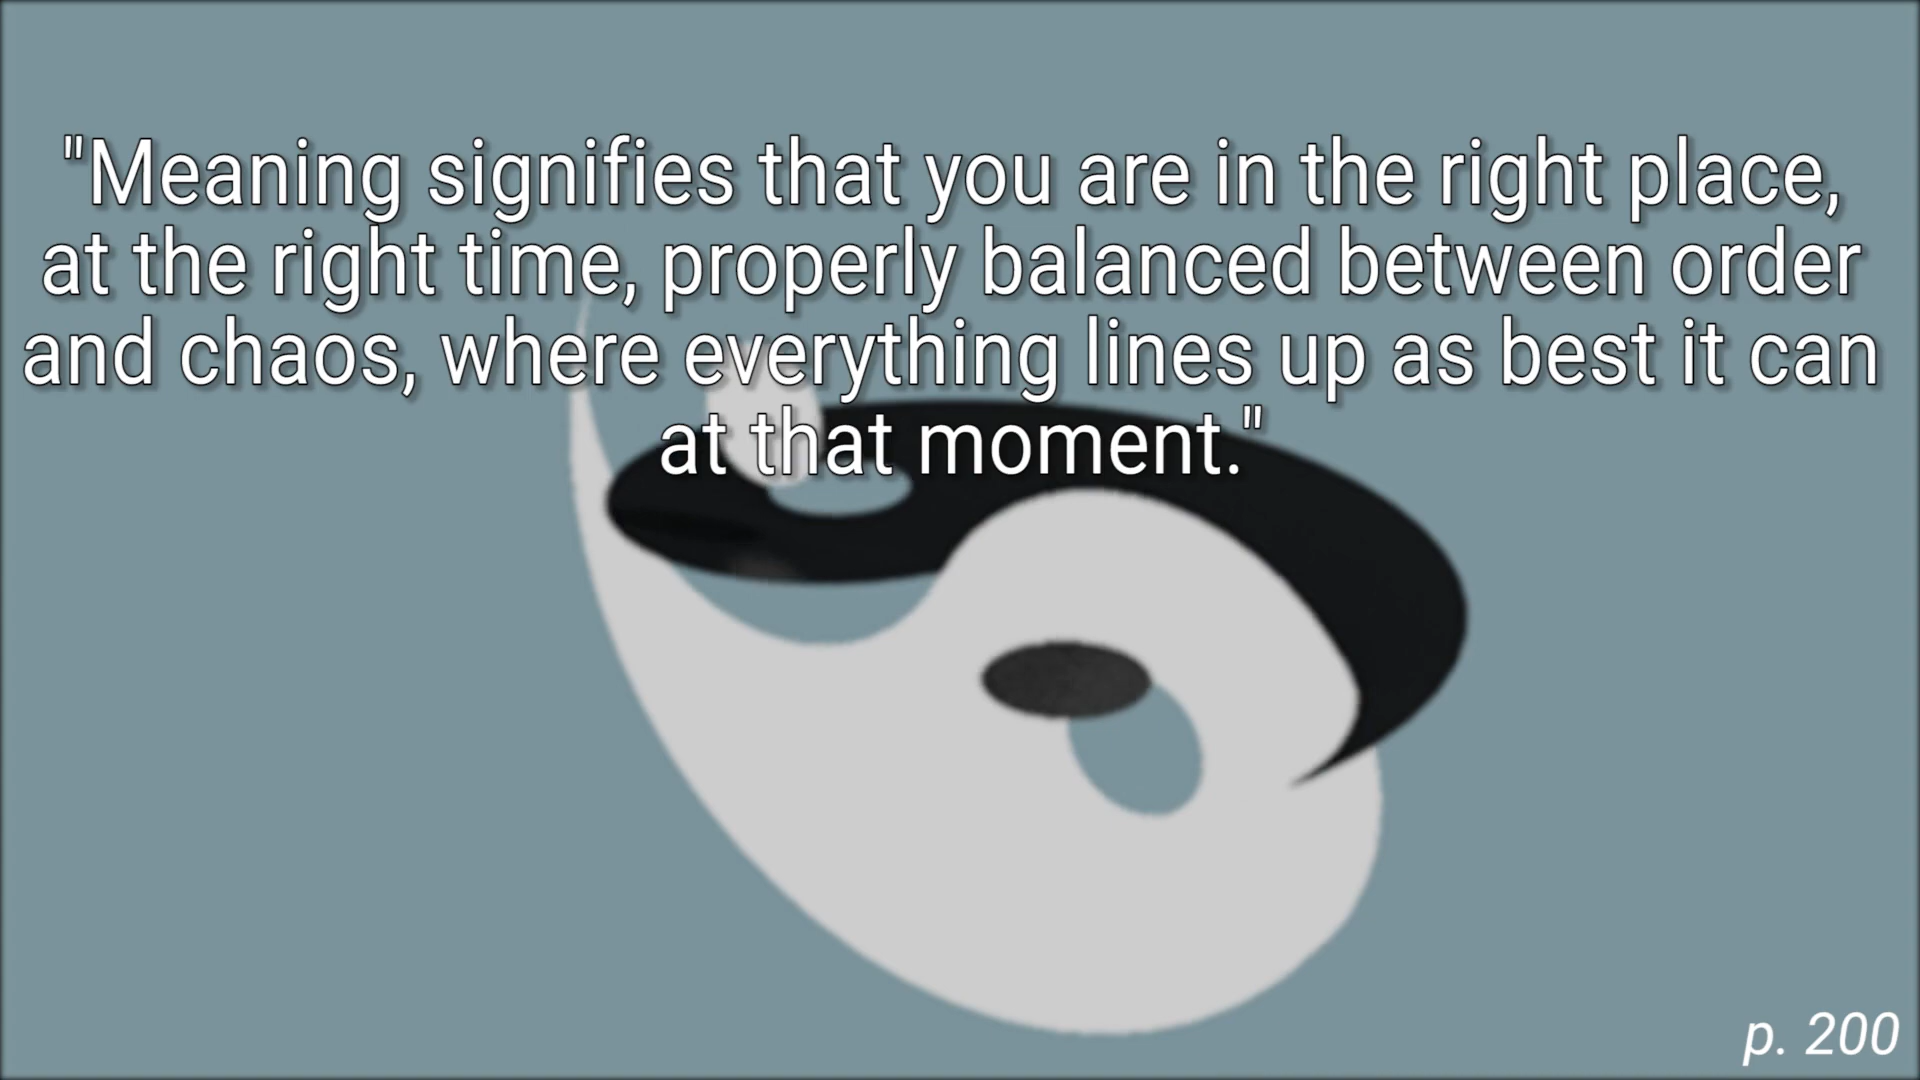 "Meaning signifies that you are in the right place,
at the right time, properly balanced between order
and chaos, where everything lines up as best it can
at that moment."
p. 200